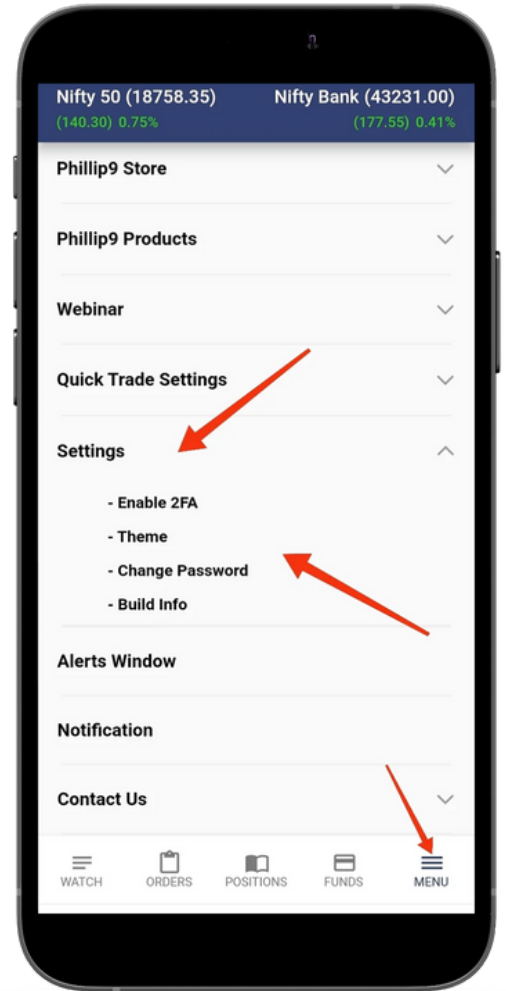 Nifty 50 (18758.35) Nifty Bank (43231.00)
(140.30) 0.75% (177.55) 0.41%
Phillip9 Store
Phillip9 Products
Webinar
Quick Trade Settings
Settings
- Enable 2FA
- Theme
- Change Password
- Build Info
Alerts Window
Notification
Contact Us
WATCH ORDERS POSITIONS FUNDS MENU